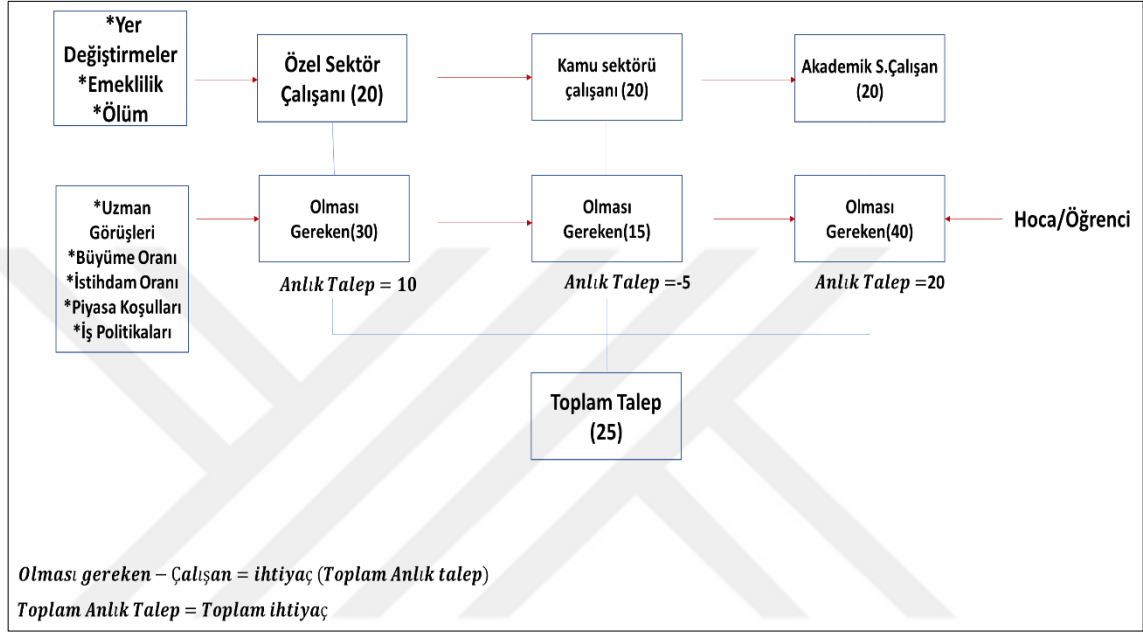 *Yer
Değiştirmeler
*Emeklilik
*Ölüm
Özel Sektör
Çalışanı (20)
Kamu sektörü
çalışanı (20)
Akademik S.Çalışan
(20)
*Uzman
Görüşleri
*Büyüme Oranı
*İstihdam Oranı
*Piyasa Koşulları
*İş Politikaları
Olması
Gereken(30)
Olması
Gereken(15)
Olması
Gereken(40)
Hoca/Öğrenci
Anlık Talep = 10
Anlık Talep =-5
Anlık Talep =20
Toplam Talep
(25)
Olması gereken − Çalışan = ihtiyaç (Toplam Anlık talep)
Toplam Anlık Talep = Toplam ihtiyaç